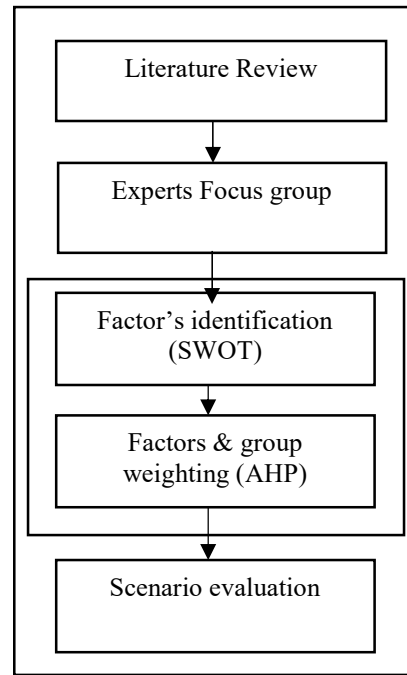 Literature Review
Experts Focus group
Factor’s identification
(SWOT)
Factors & group
weighting (AHP)
Scenario evaluation